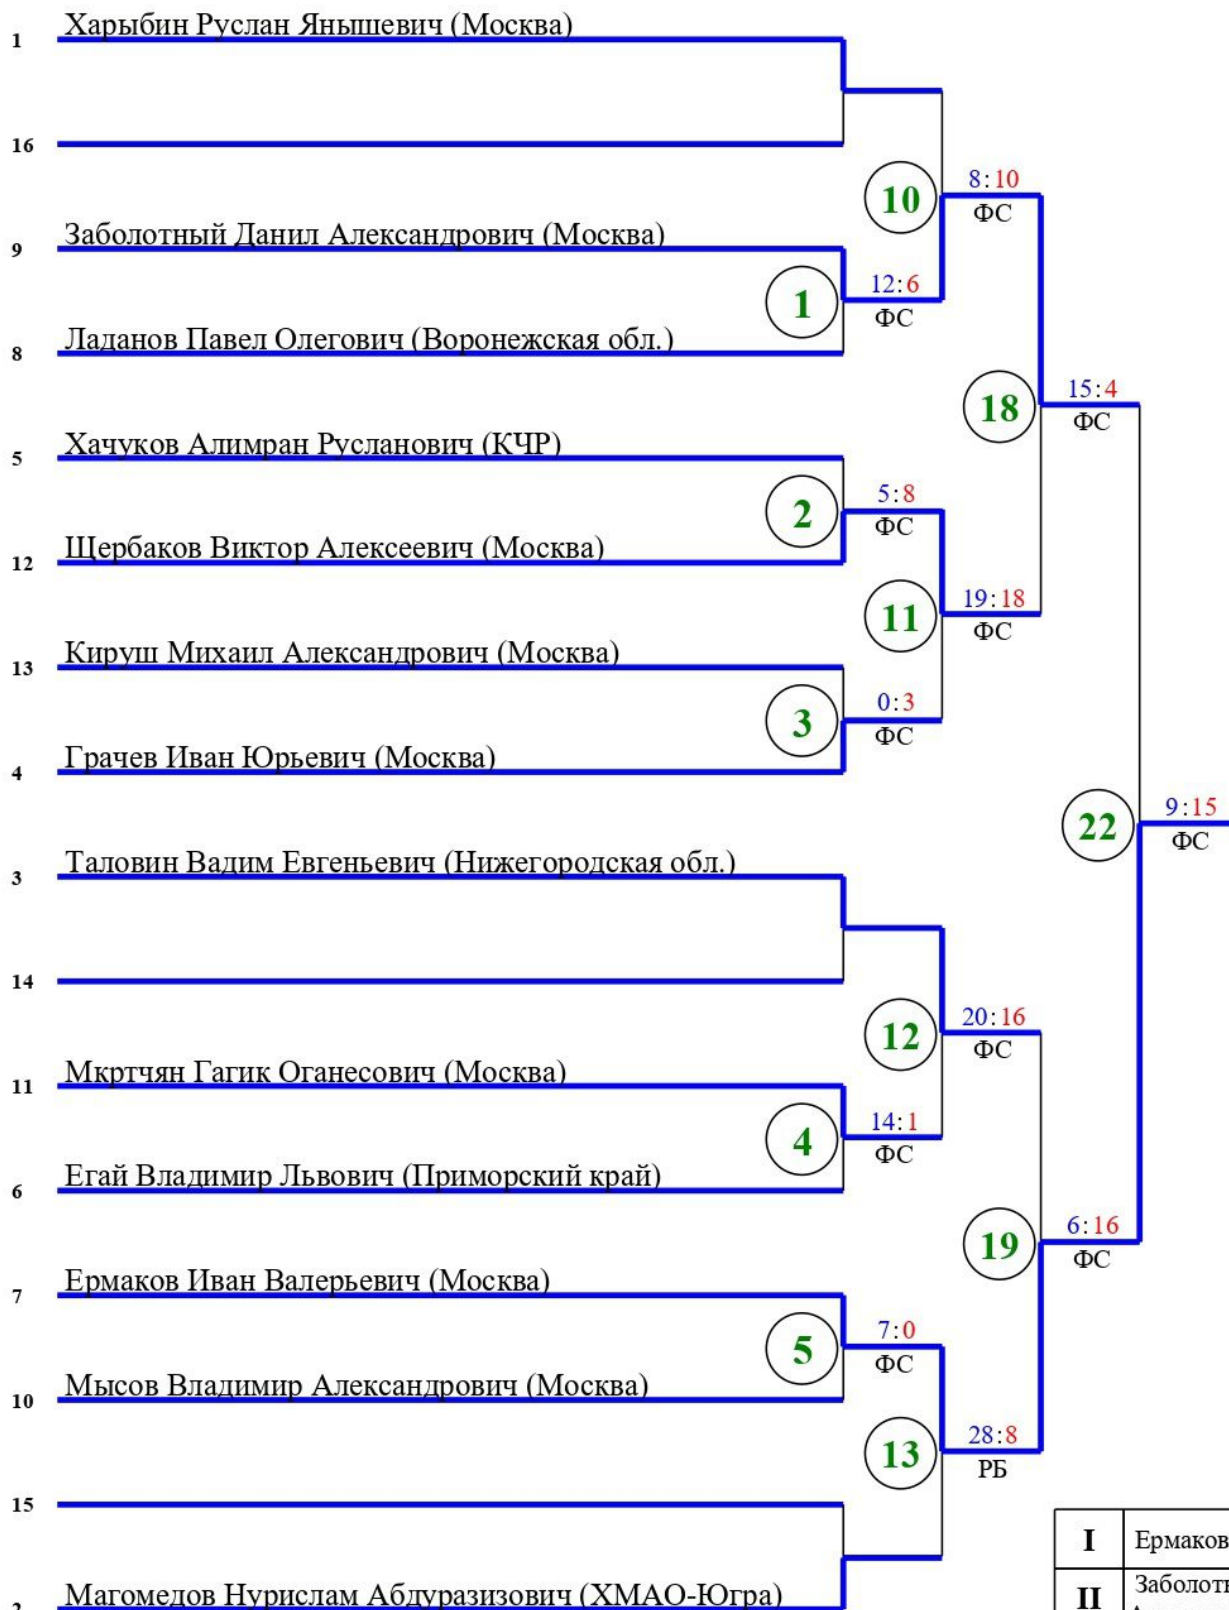 1 Харыбин Руслан Янышевич (Москва)
16
10
8:10
ФС
9 Заболотный Данил Александрович (Москва)
1
12:6
ФС
8 Ладанов Павел Олегович (Воронежская обл.)
18
15:4
ФС
5 Хачуков Алимран Русланович (КЧР)
2
5:8
ФС
12 Щербаков Виктор Алексеевич (Москва)
11
19:18
ФС
13 Кируш Михаил Александрович (Москва)
3
0:3
ФС
4 Грачев Иван Юрьевич (Москва)
22
9:15
ФС
3 Таловин Вадим Евгеньевич (Нижегородская обл.)
14
12
20:16
ФС
11 Мкртчян Гагик Оганесович (Москва)
4
14:1
ФС
6 Егай Владимир Львович (Приморский край)
19
6:16
ФС
7 Ермаков Иван Валерьевич (Москва)
5
7:0
ФС
10 Мысов Владимир Александрович (Москва)
13
28:8
РБ
15
I Ермаков
2 Магомедов Нурислам Абдуразизович (ХМАО-Югра)
II